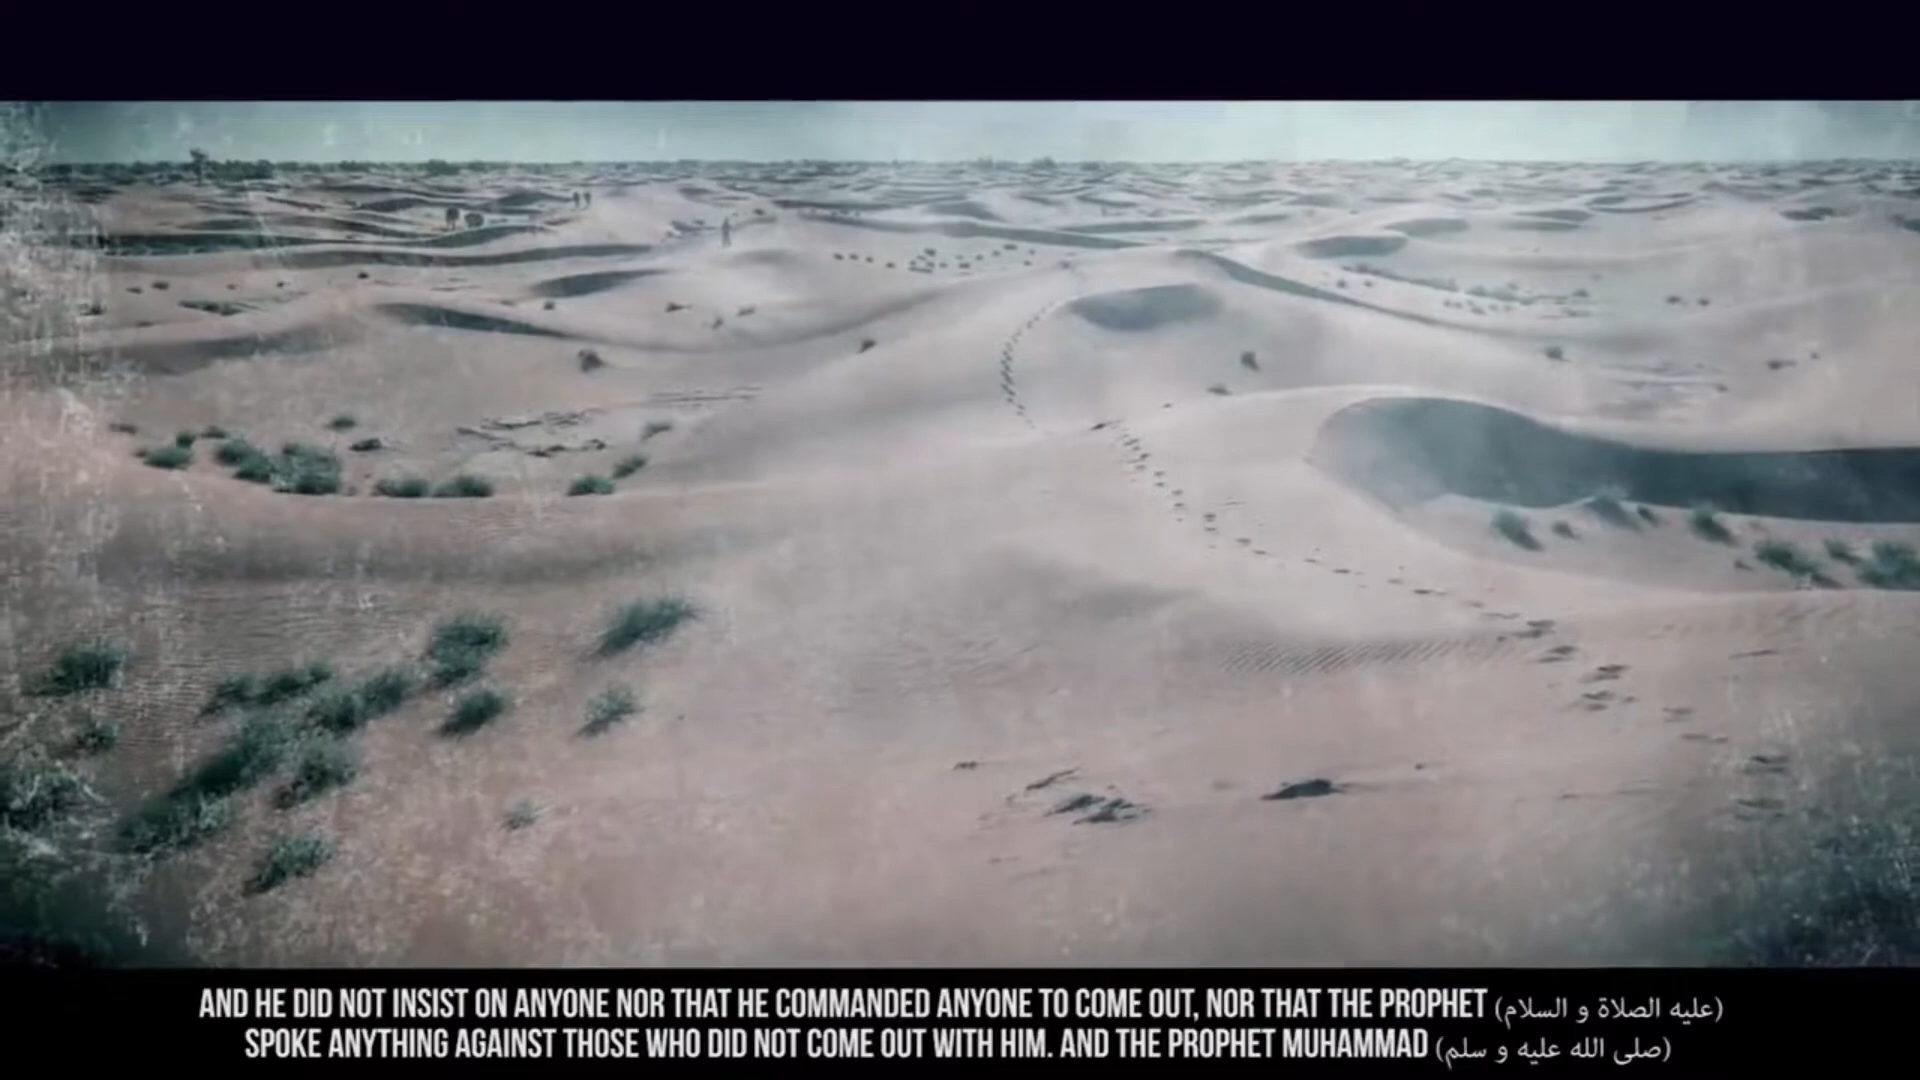 AND HE DID NOT INSIST ON ANYONE NOR THAT HE COMMANDED ANYONE TO COME OUT, NOR THAT THE PROPHET (عليه الصلاة و السلام)
SPOKE ANYTHING AGAINST THOSE WHO DID NOT COME OUT WITH HIM. AND THE PROPHET MUHAMMAD (صلى الله عليه و سلم)